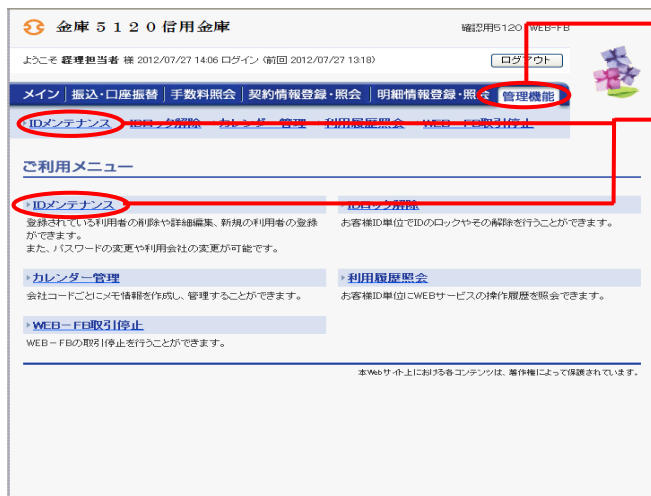 金庫５１２０信用金庫
確認用5120 WEB-FB
ようこそ 経理担当者 様 2012/07/27 14:06 ログイン (前回 2012/07/27 13:18)
ログアウト
メイン 振込・口座振替 手数料照会 契約情報登録・照会 明細情報登録・照会 管理機能
IDメンテナンス IDロック解除 カレンダー管理 利用履歴照会 WEB－FB取引停止
ご利用メニュー
IDメンテナンス
登録されている利用者の削除や詳細編集、新規の利用者の登録
ができます。
また、パスワードの変更や利用会社の変更が可能です。
IDロック解除
お客様ID単位でIDのロックやその解除を行うことができます。
カレンダー管理
会社コードごとにメモ情報を作成し、管理することができます。
利用履歴照会
お客様ID単位にWEBサービスの操作履歴を照会できます。
WEB－FB取引停止
WEB－FBの取引停止を行うことができます。
本Webサイト上における各コンテンツは、著作権によって保護されています。